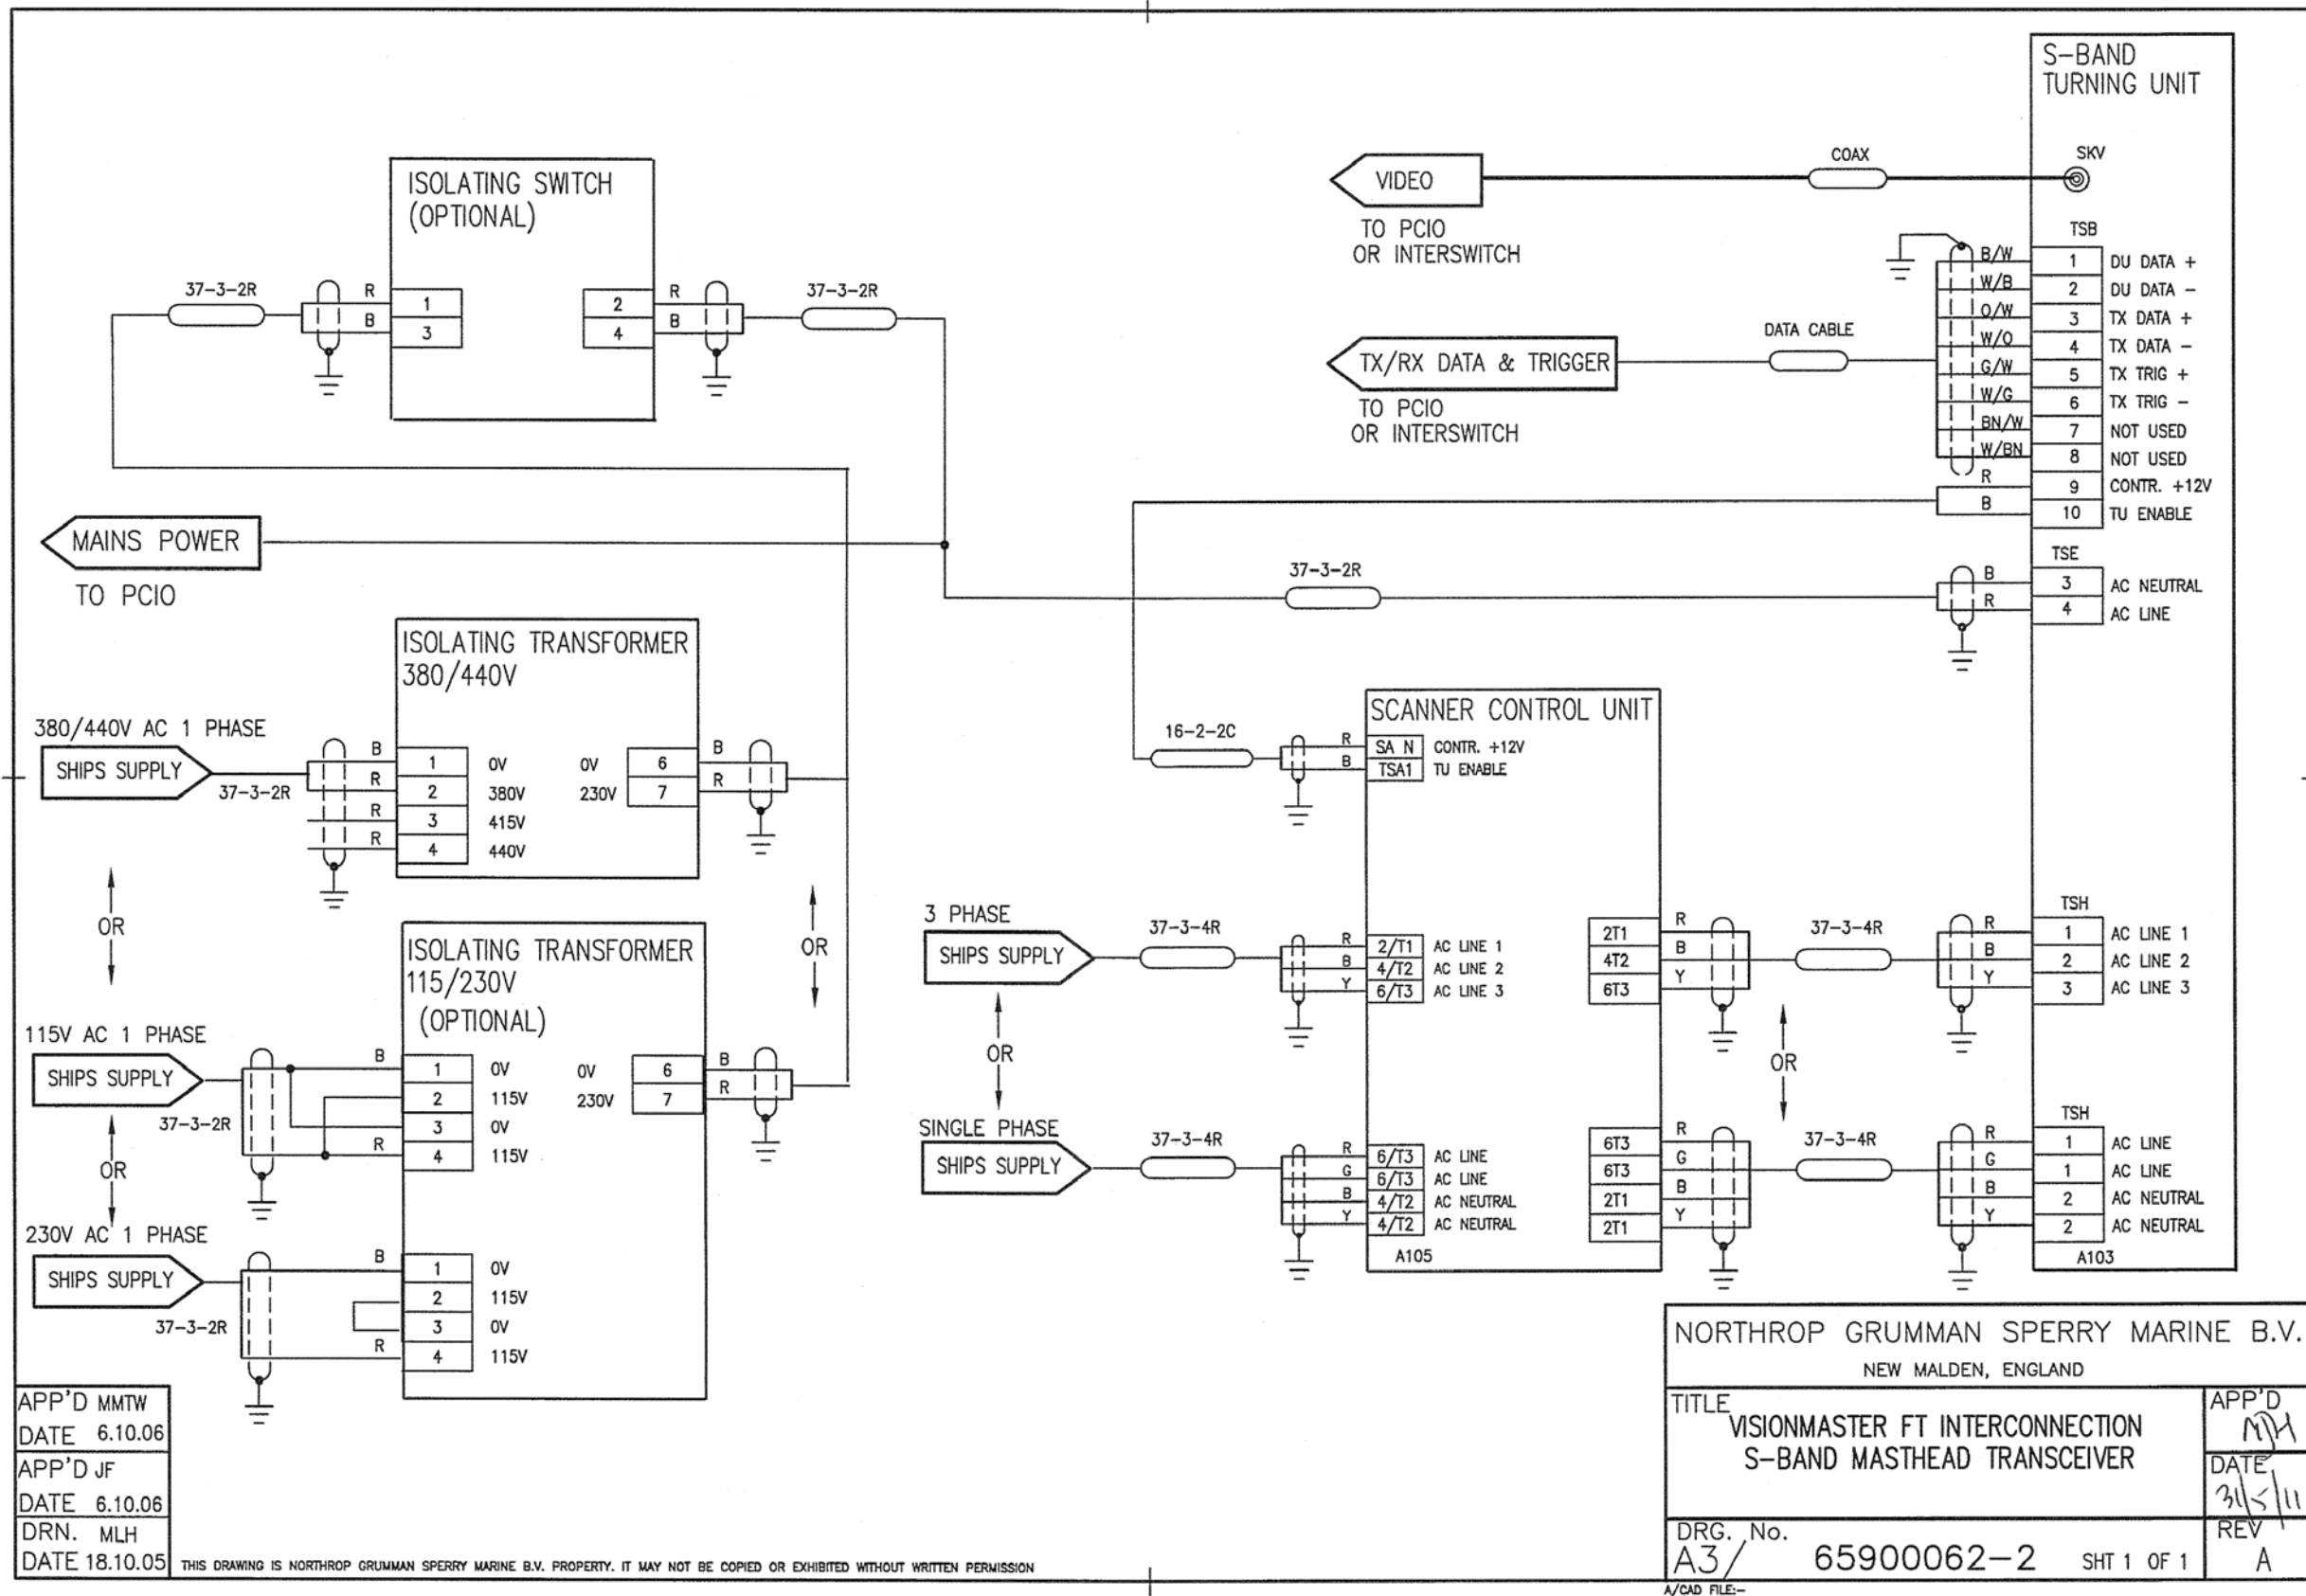 S-BAND
TURNING UNIT
COAX
SKV
VIDEO
TO PCIO
OR INTERSWITCH
ISOLATING SWITCH
(OPTIONAL)
37-3-2R
R
B
1
3
2
4
R
B
37-3-2R
TSB
B/W 1 DU DATA +
W/B 2 DU DATA -
O/W 3 TX DATA +
W/O 4 TX DATA -
G/W 5 TX TRIG +
W/G 6 TX TRIG -
BN/W 7 NOT USED
W/BN 8 NOT USED
R 9 CONTR. +12V
B 10 TU ENABLE
DATA CABLE
TX/RX DATA & TRIGGER
TO PCIO
OR INTERSWITCH
MAINS POWER
TO PCIO
37-3-2R
TSE
B 3 AC NEUTRAL
R 4 AC LINE
ISOLATING TRANSFORMER
380/440V
380/440V AC 1 PHASE
SHIPS SUPPLY
37-3-2R
B 1 0V
R 2 380V
R 3 415V
R 4 440V
0V 6 B
230V 7 R
OR
OR
ISOLATING TRANSFORMER
115/230V
(OPTIONAL)
115V AC 1 PHASE
SHIPS SUPPLY
37-3-2R
B 1 0V
2 115V
3 0V
R 4 115V
0V 6 B
230V 7 R
OR
230V AC 1 PHASE
SHIPS SUPPLY
37-3-2R
B 1 0V
2 115V
3 0V
R 4 115V
SCANNER CONTROL UNIT
16-2-2C
R SA N CONTR. +12V
B TSA1 TU ENABLE
3 PHASE
SHIPS SUPPLY
37-3-4R
R 2/T1 AC LINE 1
B 4/T2 AC LINE 2
Y 6/T3 AC LINE 3
2T1 R
4T2 B
6T3 Y
37-3-4R
TSH
R 1 AC LINE 1
B 2 AC LINE 2
Y 3 AC LINE 3
OR
OR
SINGLE PHASE
SHIPS SUPPLY
37-3-4R
R 6/T3 AC LINE
G 6/T3 AC LINE
B 4/T2 AC NEUTRAL
Y 4/T2 AC NEUTRAL
A105
6T3 R
6T3 G
2T1 B
2T1 Y
37-3-4R
TSH
R 1 AC LINE
G 1 AC LINE
B 2 AC NEUTRAL
Y 2 AC NEUTRAL
A103
APP'D MMTW
DATE 6.10.06
APP'D JF
DATE 6.10.06
DRN. MLH
DATE 18.10.05
THIS DRAWING IS NORTHROP GRUMMAN SPERRY MARINE B.V. PROPERTY. IT MAY NOT BE COPIED OR EXHIBITED WITHOUT WRITTEN PERMISSION
NORTHROP GRUMMAN SPERRY MARINE B.V.
NEW MALDEN, ENGLAND
TITLE
VISIONMASTER FT INTERCONNECTION
S-BAND MASTHEAD TRANSCEIVER
APP'D
DATE
31/5/11
DRG. No.
A3/ 65900062-2 SHT 1 OF 1
REV
A
A/CAD FILE:-